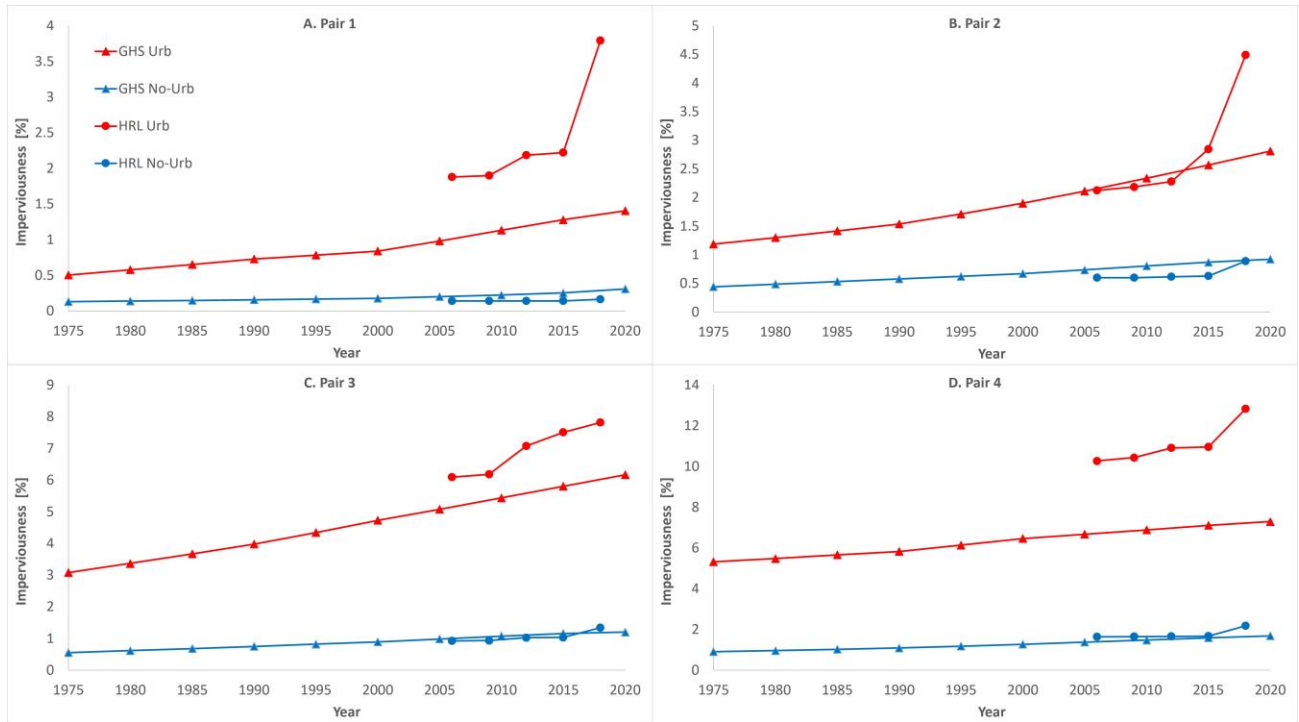 A. Pair 1
4
3.5
3
2.5
2
1.5
1
0.5
0
Imperviousness [%]
GHS Urb
GHS No-Urb
HRL Urb
HRL No-Urb
1975 1980 1985 1990 1995 2000 2005 2010 2015 2020
Year
B. Pair 2
5
4.5
4
3.5
3
2.5
2
1.5
1
0.5
0
Imperviousness [%]
1975 1980 1985 1990 1995 2000 2005 2010 2015 2020
Year
C. Pair 3
9
8
7
6
5
4
3
2
1
0
Imperviousness [%]
1975 1980 1985 1990 1995 2000 2005 2010 2015 2020
Year
D. Pair 4
14
12
10
8
6
4
2
0
Imperviousness [%]
1975 1980 1985 1990 1995 2000 2005 2010 2015 2020
Year